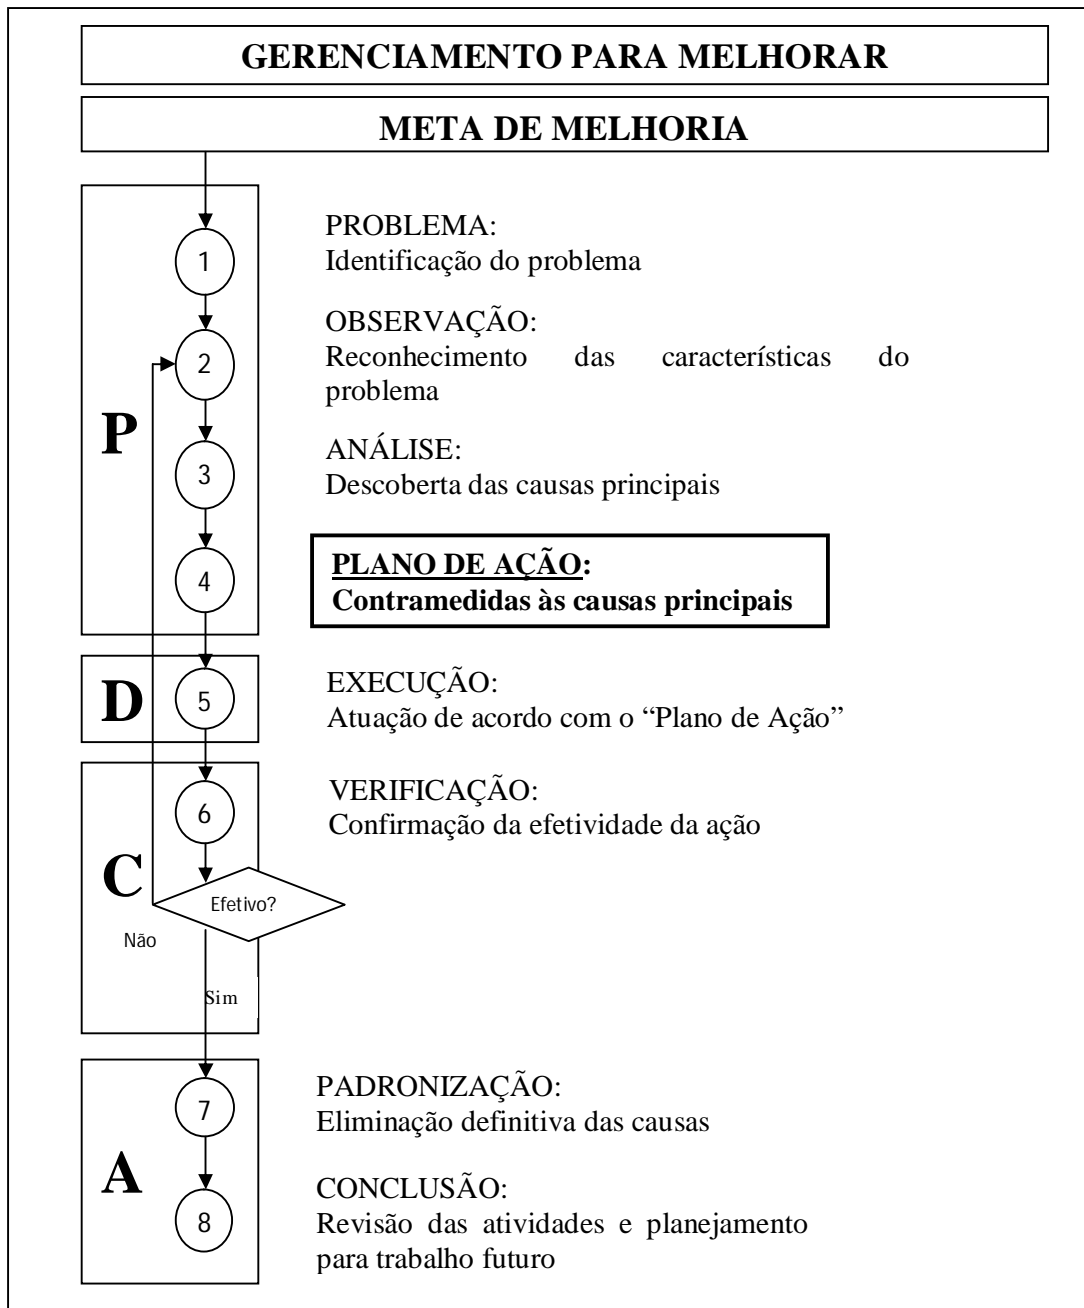 GERENCIAMENTO PARA MELHORAR
META DE MELHORIA
P
1
PROBLEMA:
Identificação do problema
2
OBSERVAÇÃO:
Reconhecimento das características do
problema
3
ANÁLISE:
Descoberta das causas principais
4
PLANO DE AÇÃO:
Contramedidas às causas principais
D
5
EXECUÇÃO:
Atuação de acordo com o “Plano de Ação”
C
6
VERIFICAÇÃO:
Confirmação da efetividade da ação
Efetivo?
Não
Sim
A
7
PADRONIZAÇÃO:
Eliminação definitiva das causas
8
CONCLUSÃO:
Revisão das atividades e planejamento
para trabalho futuro